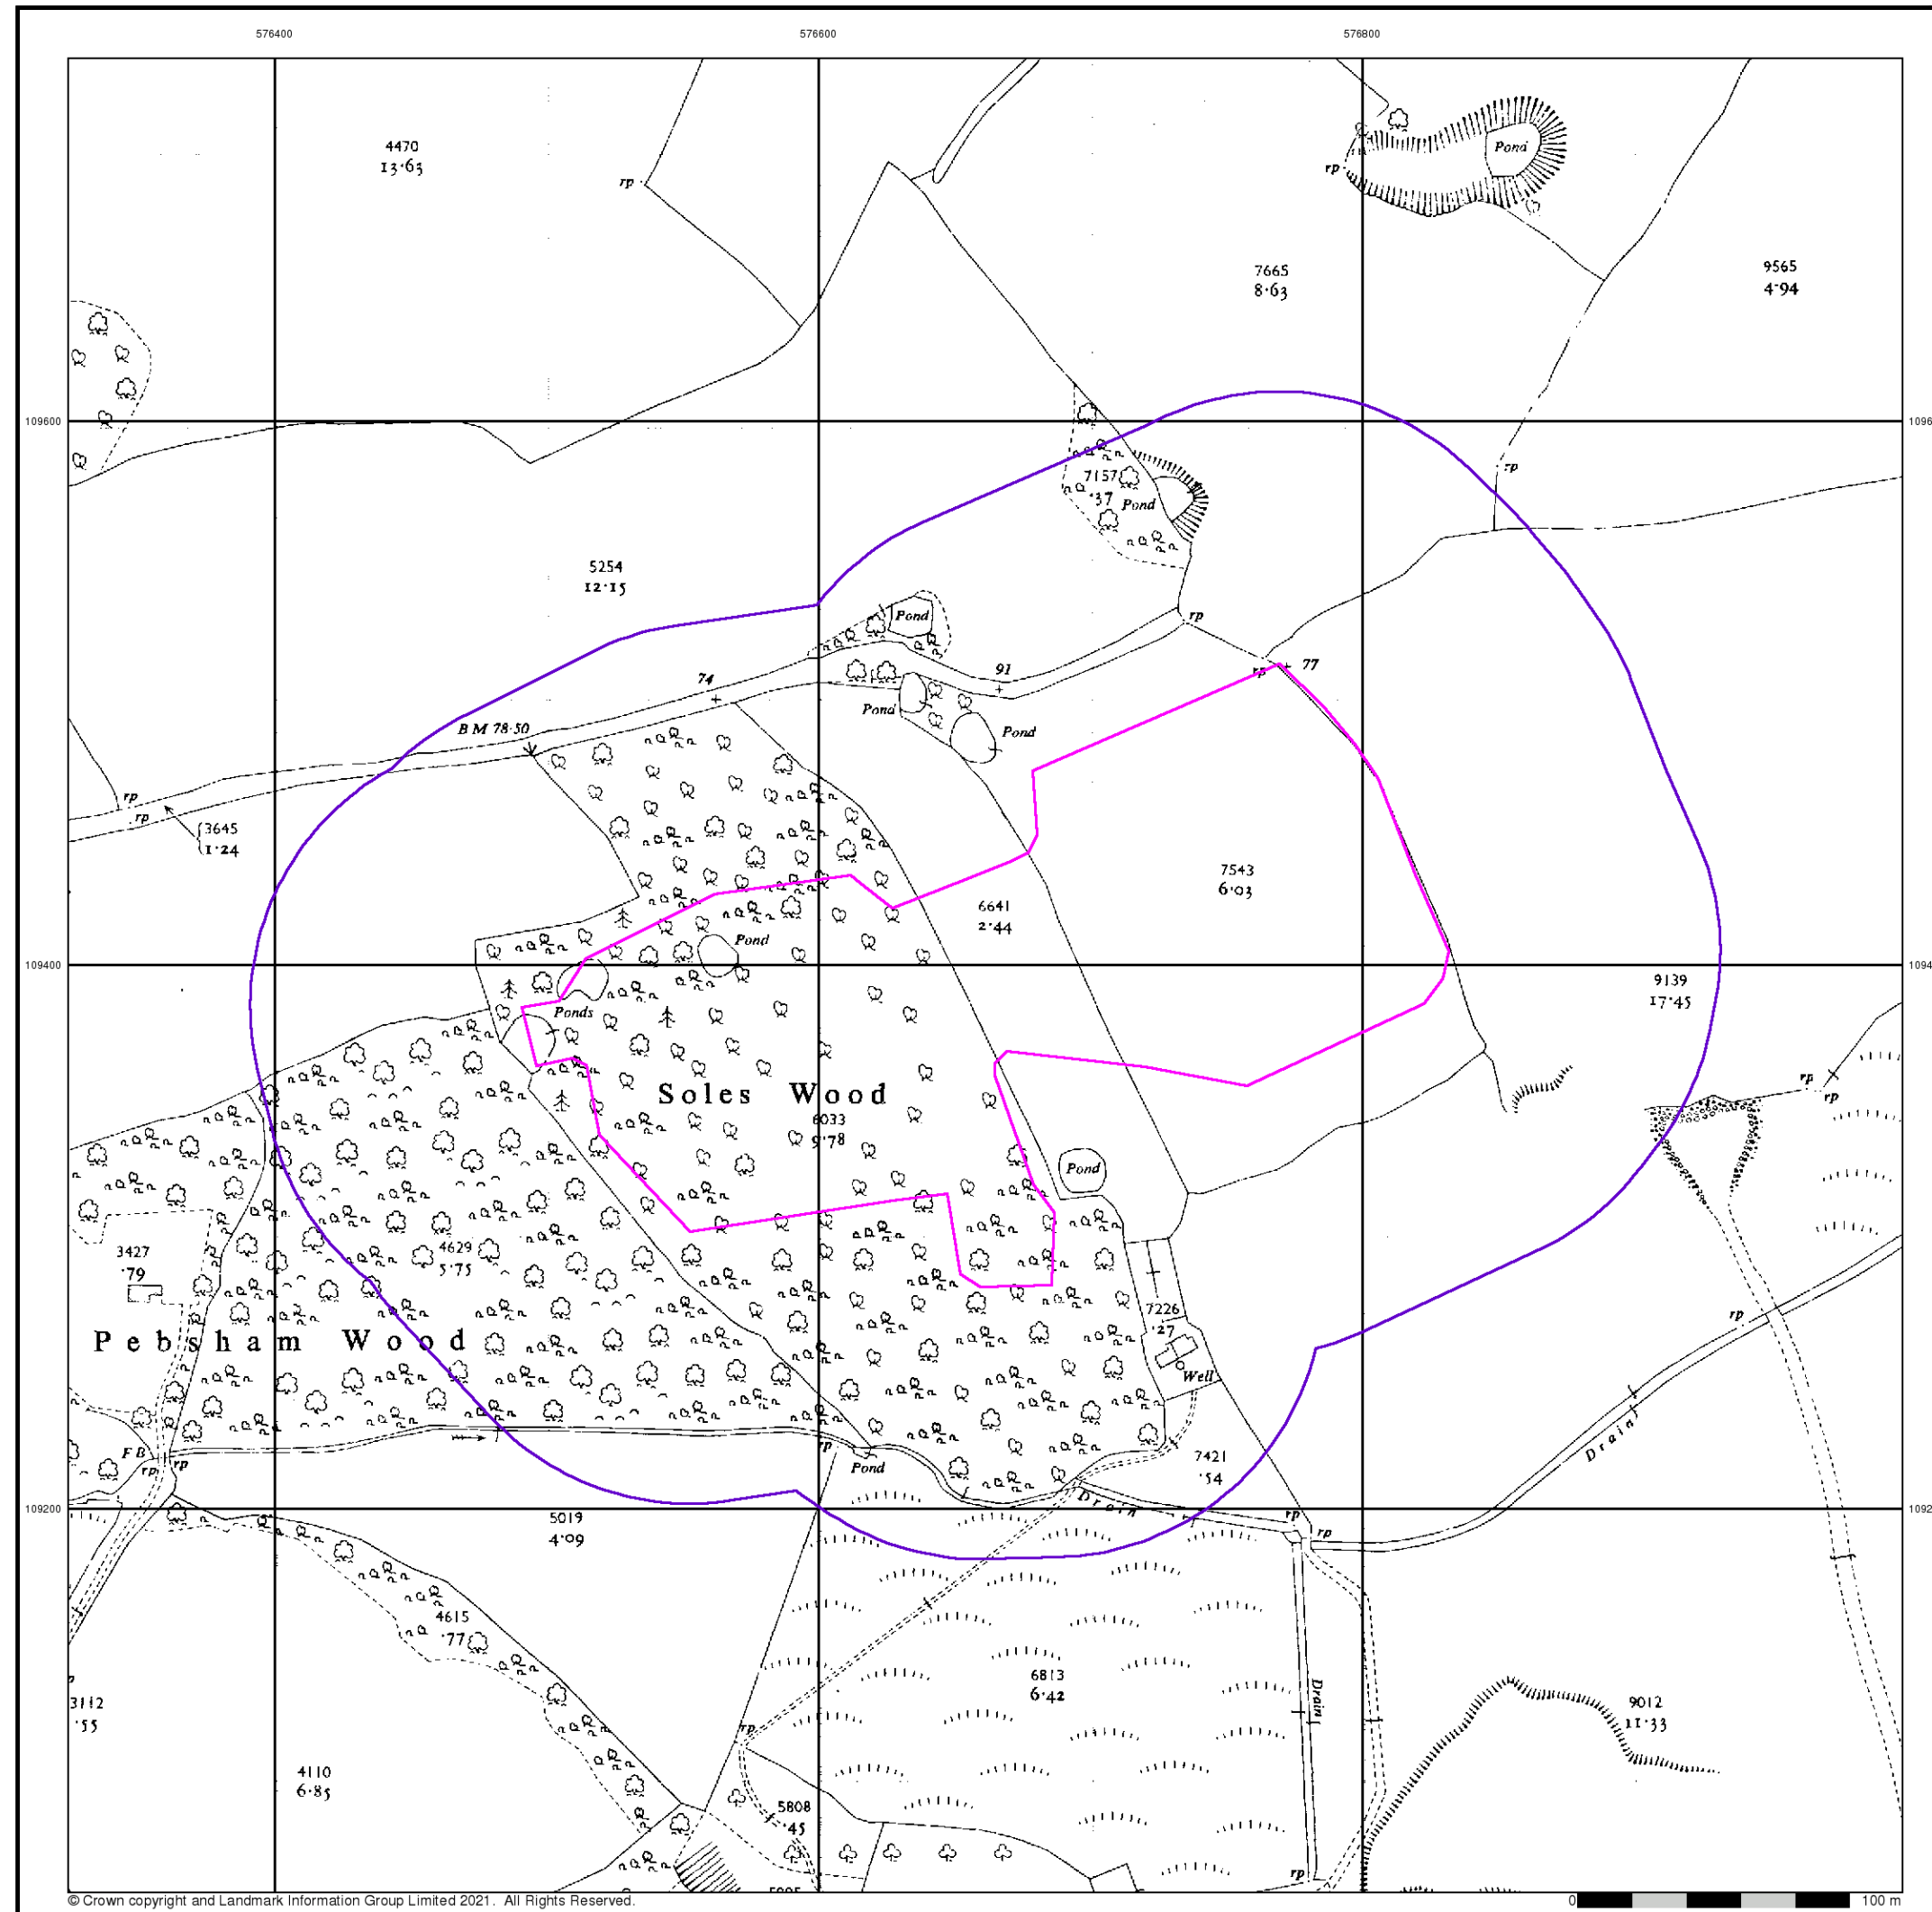 576400 576600 576800
4470
13·63
rp
Pond
rp
7665
8·63
9565
4·94
109600
7157
·37
Pond
rp
5254
12·15
Pond
rp
91
74
rp
77
Pond
Pond
B M 78·50
rp
rp
3645
1·24
7543
6·03
6641
2·44
Pond
109400
9139
17·45
Ponds
Soles Wood
6033
9·78
rp
rp
Pond
3427
·79
4629
5·75
7226
·27
rp
Pebsham Wood
Well
F B
rp
rp
rp
Pond
7421
·54
Drain
109200
Drain
rp
rp
5019
4·09
4615
·77
6813
6·42
3112
·55
rp
Drain
9012
11·33
4110
6·85
5808
·45
rp
© Crown copyright and Landmark Information Group Limited 2021. All Rights Reserved.
0 100 m